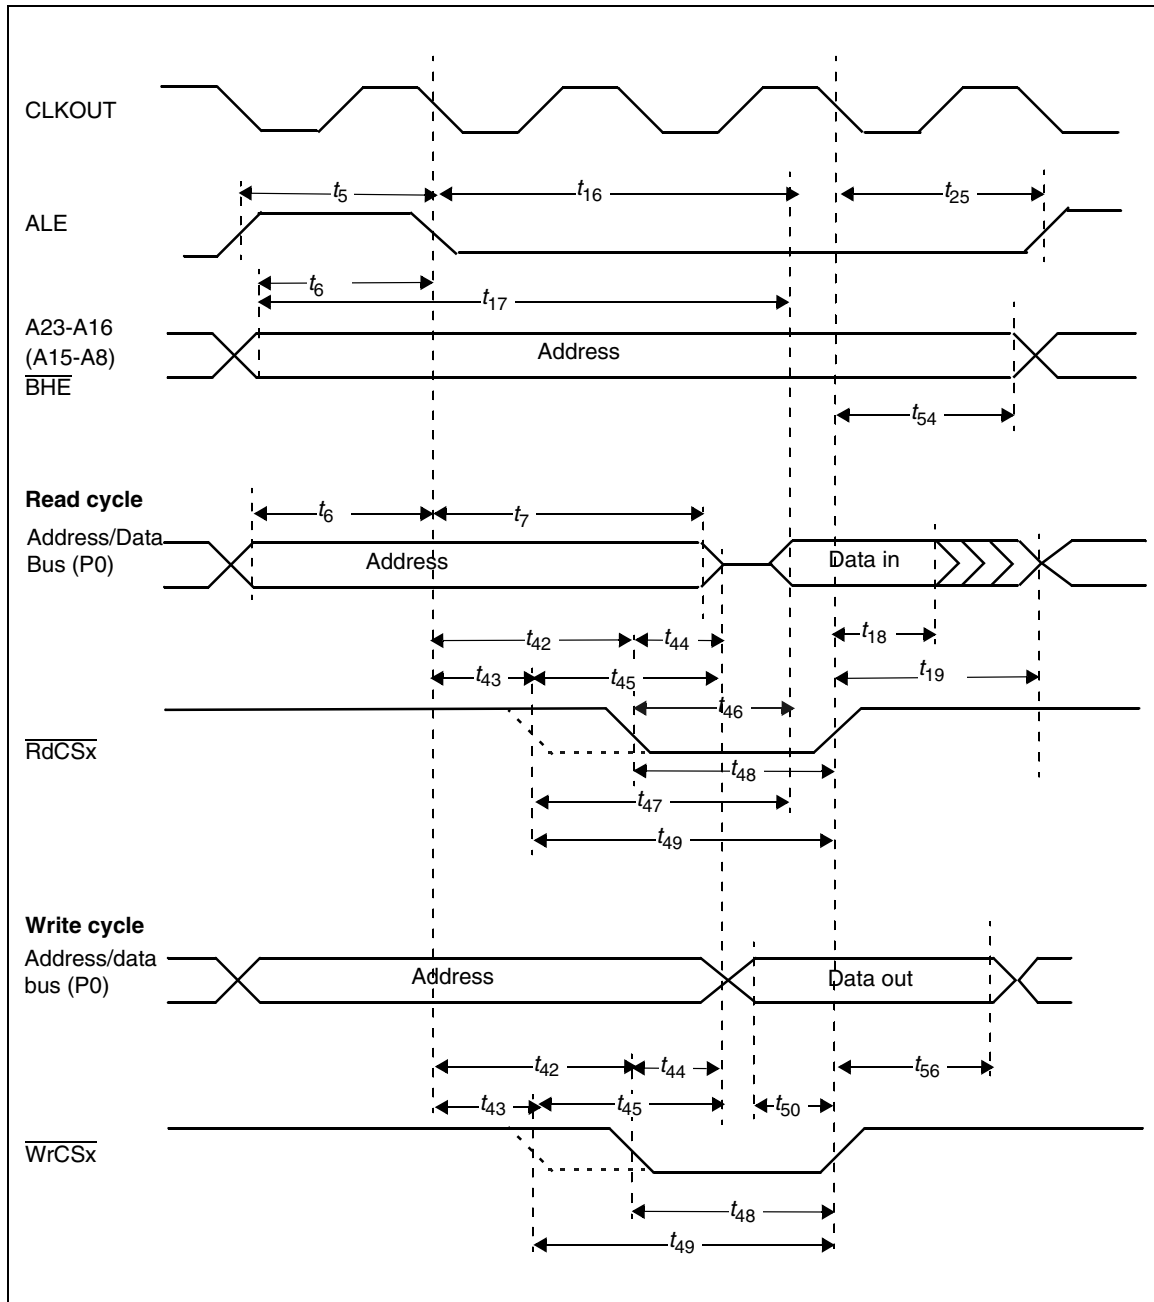 CLKOUT
t5
t16
t25
ALE
t6
t17
A23-A16
(A15-A8)
BHE
Address
t54
Read cycle
t6
t7
Address/Data
Bus (P0)
Address
Data in
t42
t44
t18
t43
t45
t19
t46
RdCSx
t48
t47
t49
Write cycle
Address/data
bus (P0)
Address
Data out
t42
t44
t56
t43
t45
t50
WrCSx
t48
t49